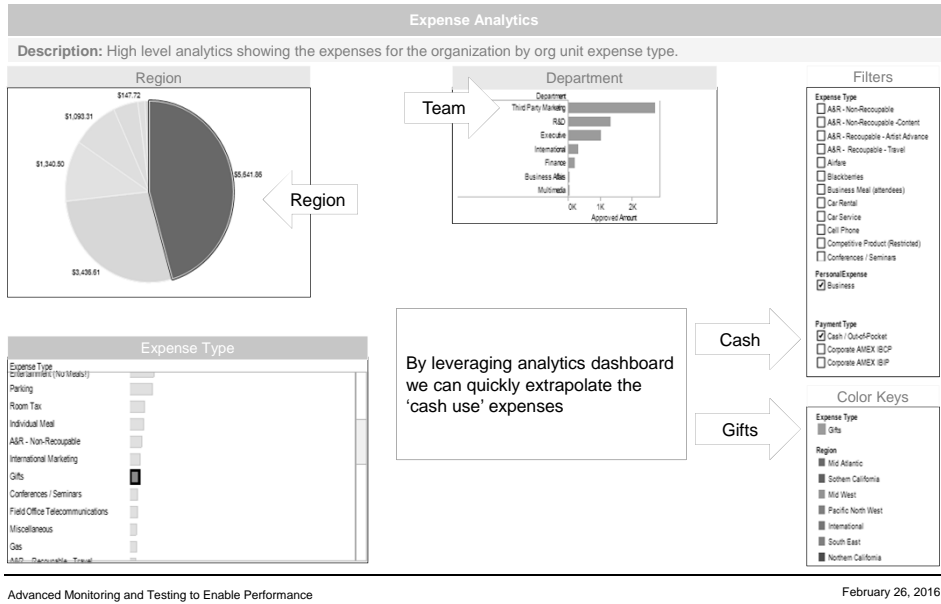 Expense Analytics
Description: High level analytics showing the expenses for the organization by org unit expense type.
Region
$147.72
$1,093.31
$1,340.50
$5,641.86
$3,435.61
Region
Department
Team
Department
Third Party Marketing
R&D
Executive
International
Finance
Business Affairs
Multimedia
0K 1K 2K
Approved Amount
Filters
Expense Type
A&R - Non-Recoupable
A&R - Non-Recoupable -Content
A&R - Recoupable - Artist Advance
A&R - Recoupable - Travel
Airfare
Blackberries
Business Meal (attendees)
Car Rental
Car Service
Cell Phone
Competitive Product (Restricted)
Conferences / Seminars
PersonalExpense
Business
Payment Type
Cash / Out-of-Pocket
Corporate AMEX IBCP
Corporate AMEX IBIP
Expense Type
Expense Type
Entertainment (No Meals!)
Parking
Room Tax
Individual Meal
A&R - Non-Recoupable
International Marketing
Gifts
Conferences / Seminars
Field Office Telecommunications
Miscellaneous
Gas
A&R - Recoupable - Travel
By leveraging analytics dashboard
we can quickly extrapolate the
‘cash use’ expenses
Cash
Gifts
Color Keys
Expense Type
Gifts
Region
Mid Atlantic
Sothern California
Mid West
Pacific North West
International
South East
Northern California
Advanced Monitoring and Testing to Enable Performance
February 26, 2016